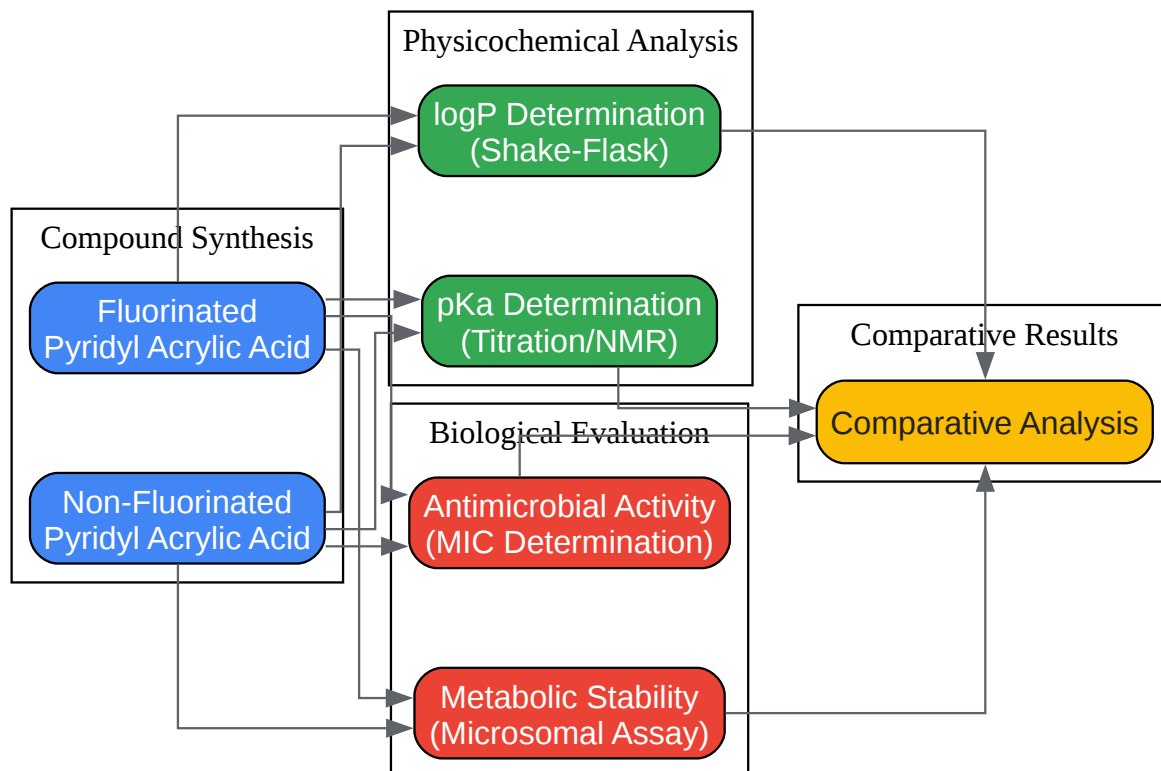 Physicochemical Analysis
logP Determination
(Shake-Flask)
pKa Determination
(Titration/NMR)
Compound Synthesis
Fluorinated
Pyridyl Acrylic Acid
Non-Fluorinated
Pyridyl Acrylic Acid
Biological Evaluation
Antimicrobial Activity
(MIC Determination)
Metabolic Stability
(Microsomal Assay)
Comparative Results
Comparative Analysis